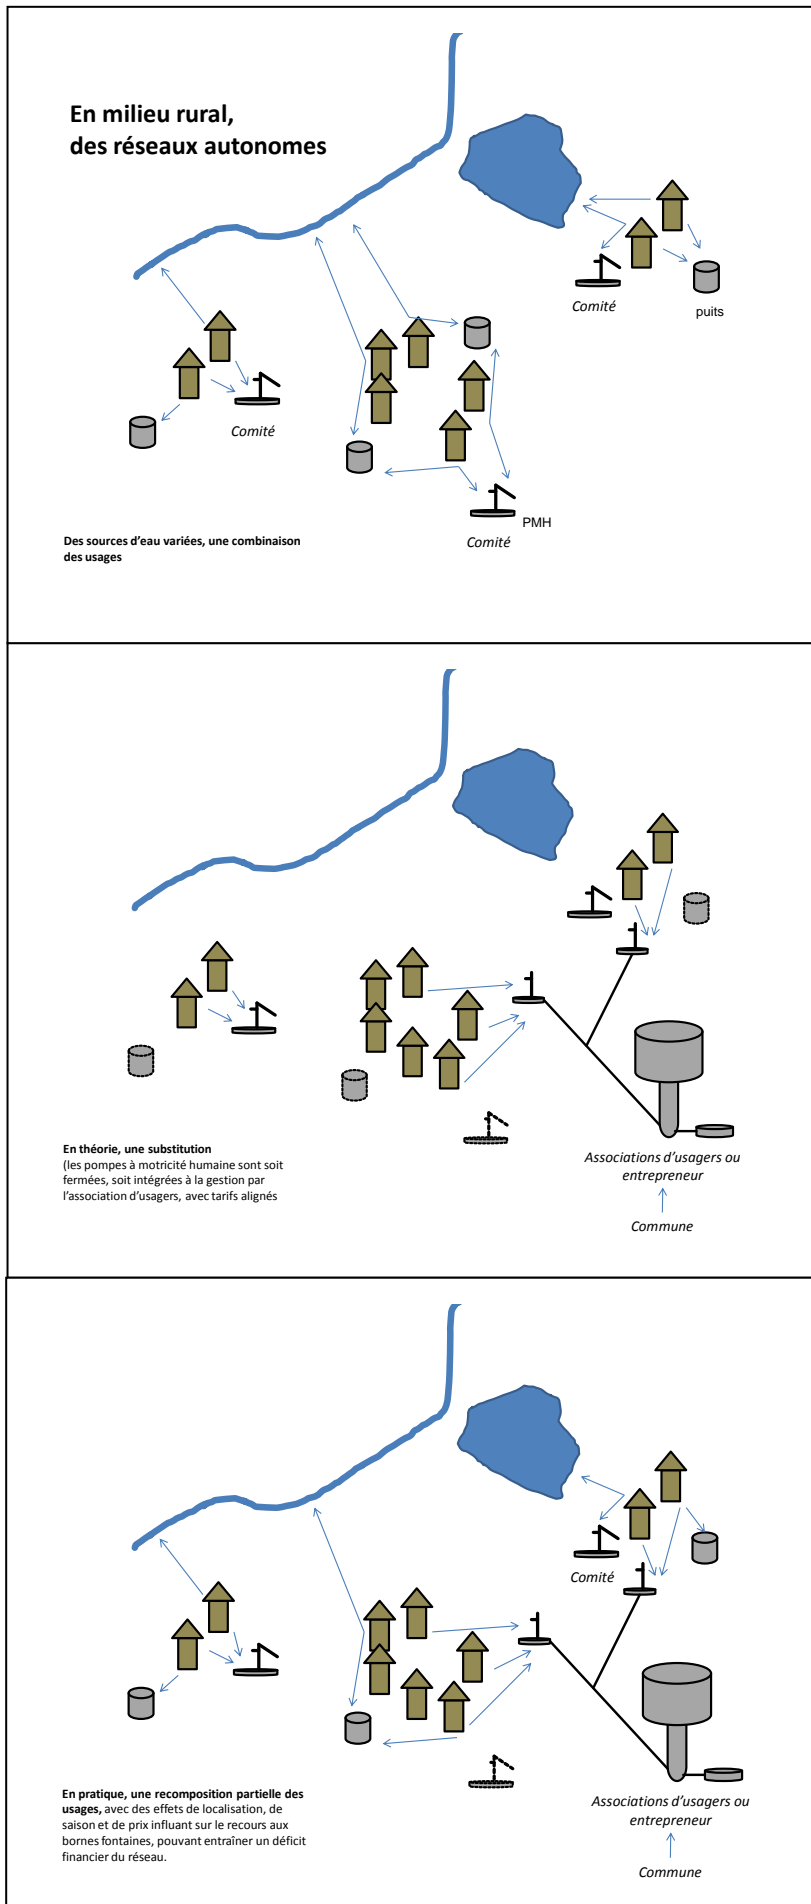 En milieu rural,
des réseaux autonomes
Comité
puits
Comité
PMH
Comité
Des sources d'eau variées, une combinaison
des usages
En théorie, une substitution
(les pompes à motricité humaine sont soit
fermées, soit intégrées à la gestion par
l'association d'usagers, avec tarifs alignés
Associations d'usagers ou
entrepreneur
Commune
Comité
En pratique, une recomposition partielle des
usages, avec des effets de localisation, de
saison et de prix influant sur le recours aux
bornes fontaines, pouvant entraîner un déficit
financier du réseau.
Associations d'usagers ou
entrepreneur
Commune